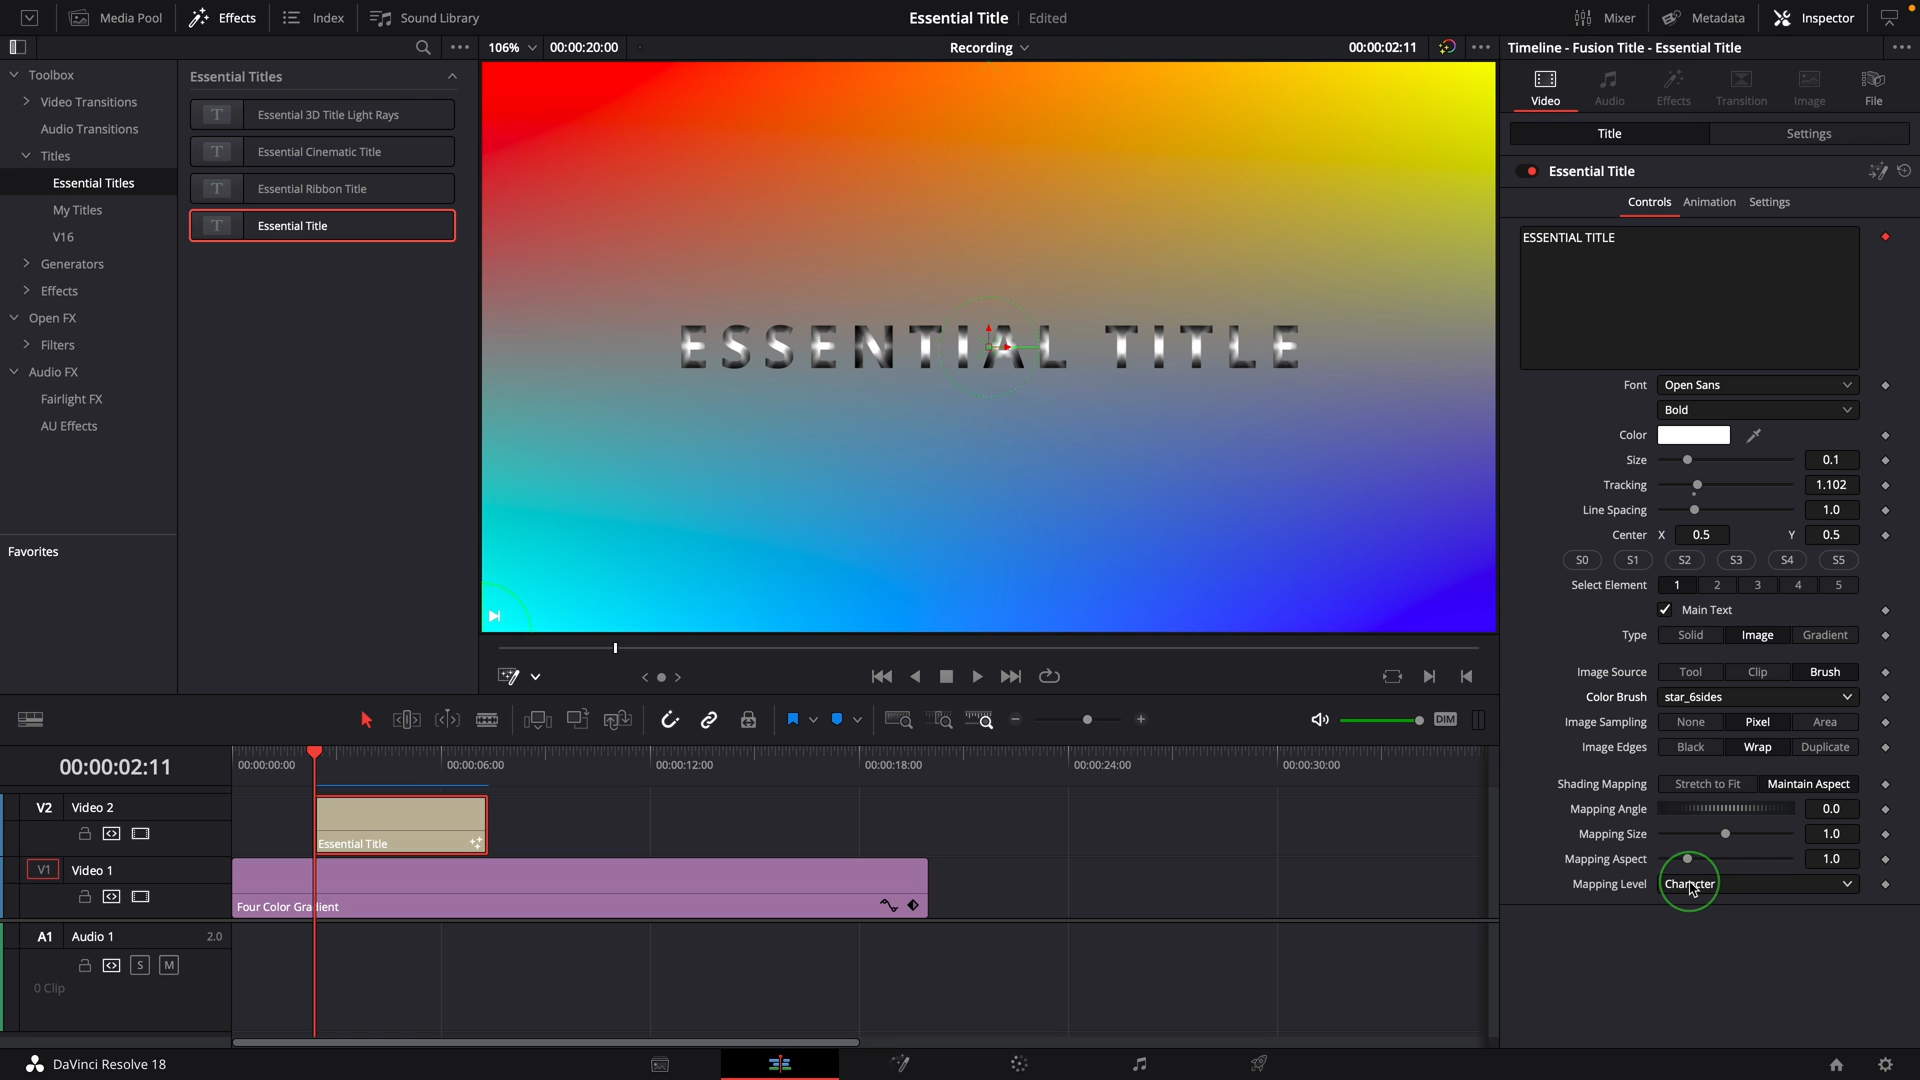 Media Pool
Effects
Index
Sound Library
Essential Title
Edited
Mixer
Metadata
Inspector
106%
00:00:20:00
Recording
00:00:02:11
Timeline - Fusion Title - Essential Title
Toolbox
Video Transitions
Audio Transitions
Titles
Essential Titles
My Titles
V16
Generators
Effects
Open FX
Filters
Audio FX
Fairlight FX
AU Effects
Favorites
Essential Titles
T Essential 3D Title Light Rays
T Essential Cinematic Title
T Essential Ribbon Title
T Essential Title
ESSENTIAL TITLE
Video
Audio
Effects
Transition
Image
File
Title
Settings
Essential Title
Controls
Animation
Settings
ESSENTIAL TITLE
Font
Open Sans
Bold
Color
Size
0.1
Tracking
1.102
Line Spacing
1.0
Center
X
0.5
Y
0.5
S0
S1
S2
S3
S4
S5
Select Element
1
2
3
4
5
Main Text
Type
Solid
Image
Gradient
Image Source
Tool
Clip
Brush
Color Brush
star_6sides
Image Sampling
None
Pixel
Area
Image Edges
Black
Wrap
Duplicate
Shading Mapping
Stretch to Fit
Maintain Aspect
Mapping Angle
0.0
Mapping Size
1.0
Mapping Aspect
1.0
Mapping Level
Character
DIM
00:00:02:11
00:00:00:00
00:00:06:00
00:00:12:00
00:00:18:00
00:00:24:00
00:00:30:00
V2
Video 2
Essential Title
V1
Video 1
Four Color Gradient
A1
Audio 1
2.0
S
M
0 Clip
DaVinci Resolve 18